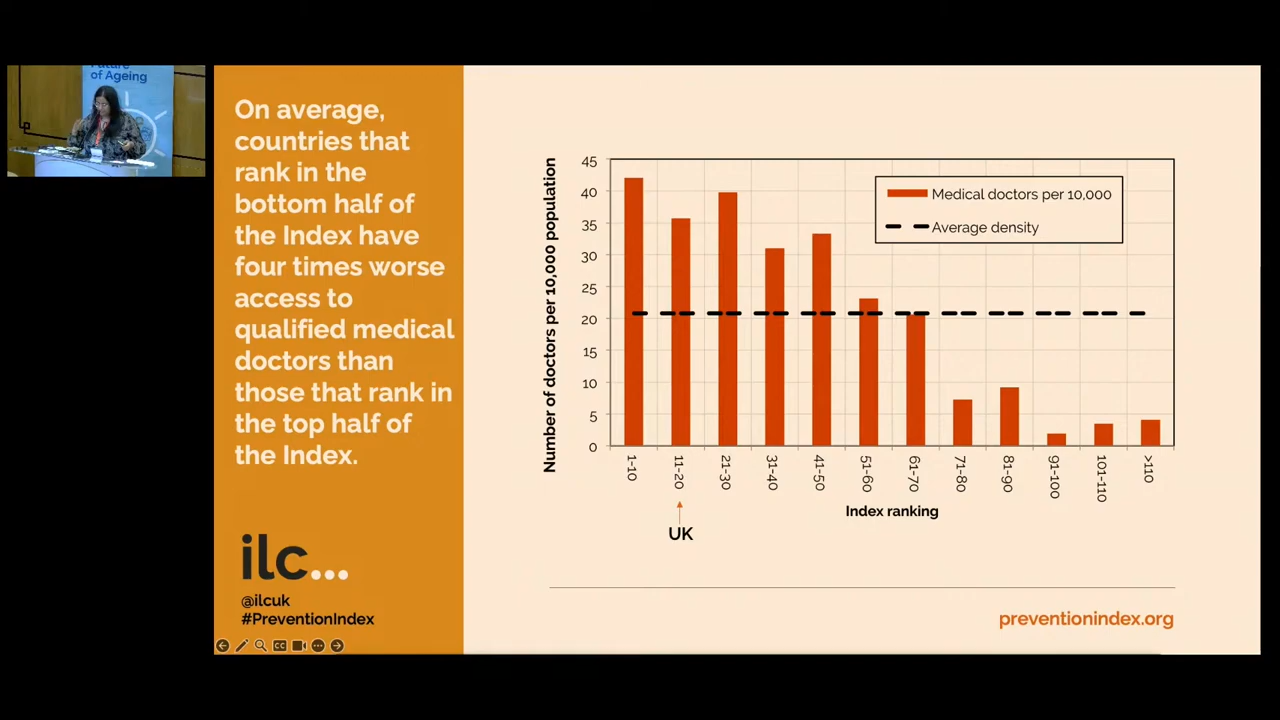 Future
of Ageing
On average,
countries that
rank in the
bottom half of
the Index have
four times worse
access to
qualified medical
doctors than
those that rank in
the top half of
the Index.
ilc...
@ilcuk
#PreventionIndex
Number of doctors per 10,000 population
45
40
35
30
25
20
15
10
5
0
Medical doctors per 10,000
Average density
1-10
11-20
21-30
31-40
41-50
51-60
61-70
71-80
81-90
91-100
101-110
>110
Index ranking
UK
preventionindex.org
CC